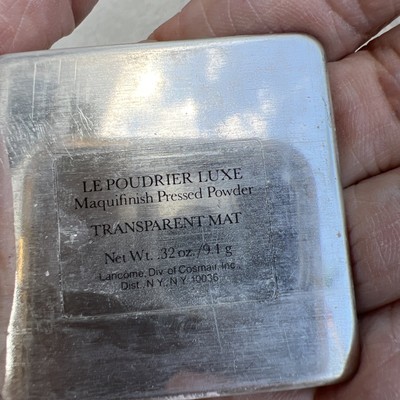 LE POUDRIER LUXE
Maquifinish Pressed Powder
TRANSPARENT MAT
Net Wt. .32 oz./9.1 g
Lancome, Div. of Cosmair, Inc.,
Dist. N.Y., N.Y. 10036